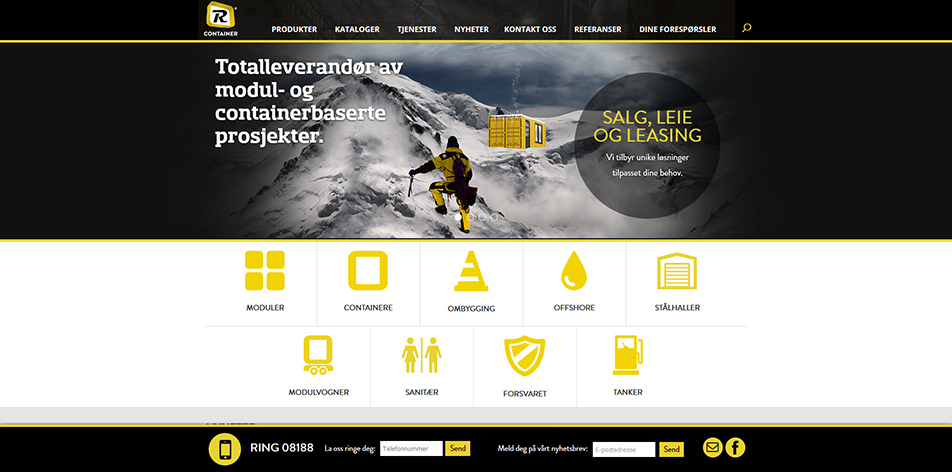 R
CONTAINER
PRODUKTER KATALOGER TJENESTER NYHETER KONTAKT OSS REFERANSER DINE FORESPØRSLER
Totalleverandør av
modul- og
containerbaserte
prosjekter.
SALG, LEIE
OG LEASING
Vi tilbyr unike løsninger
tilpasset dine behov.
MODULER CONTAINERE OMBYGGING OFFSHORE STÅLHALLER
MODULVOGNER SANITÆR FORSVARET TANKER
RING 08188 La oss ringe deg: Telefonnummer Send Meld deg på vårt nyhetsbrev: E-postadresse Send